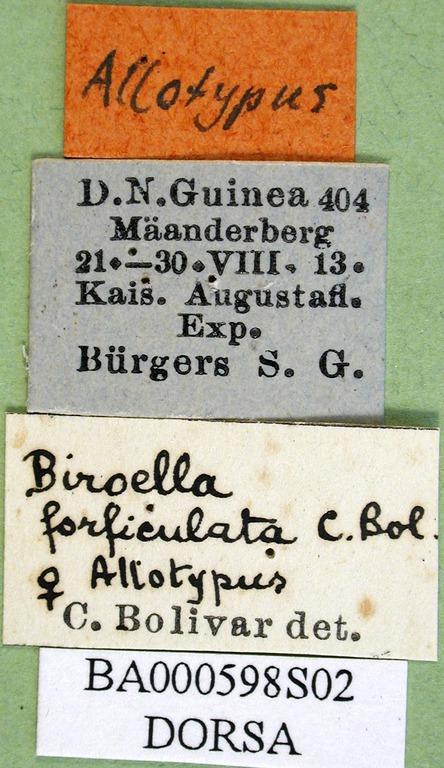 Allotypus
D.N.Guinea 404
Mäanderberg
21.–30.VIII. 13.
Kais. Augustafl.
Exp.
Bürgers S. G.
Biroella
forficulata C. Bol.
♀ Allotypus
C. Bolivar det.
BA000598S02
DORSA